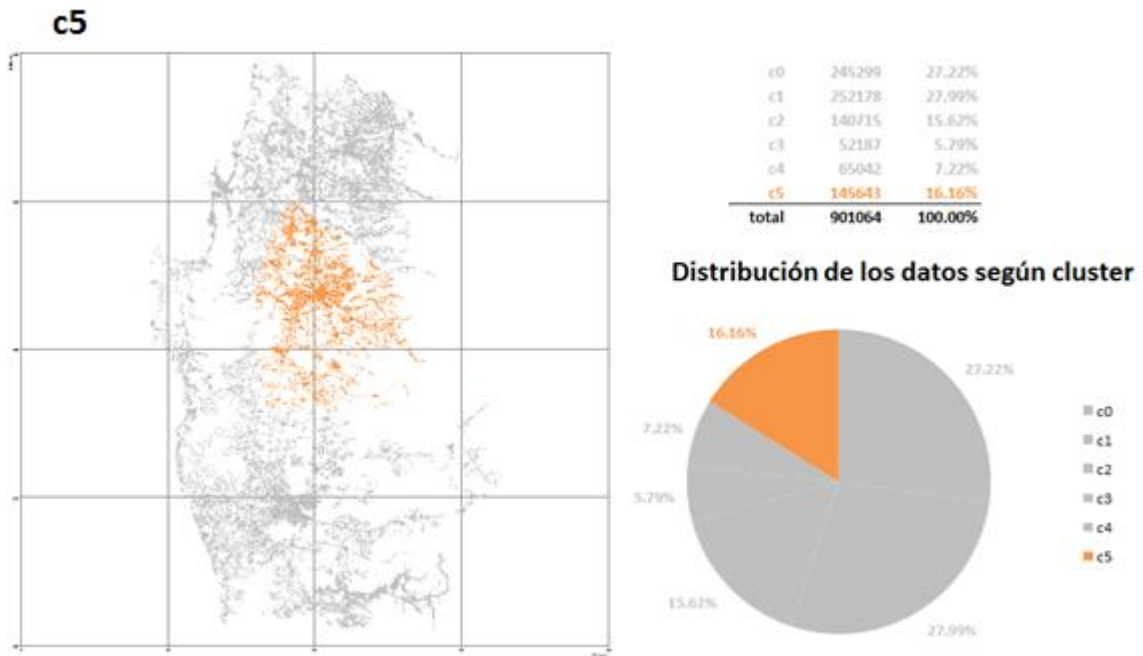 c5
c0 245299 27.22%
c1 252178 27.99%
c2 140715 15.62%
c3 52187 5.79%
c4 65042 7.22%
c5 145643 16.16%
total 901064 100.00%
Distribución de los datos según cluster
16.16%
27.22%
7.22%
5.79%
15.62%
27.99%
c0
c1
c2
c3
c4
c5